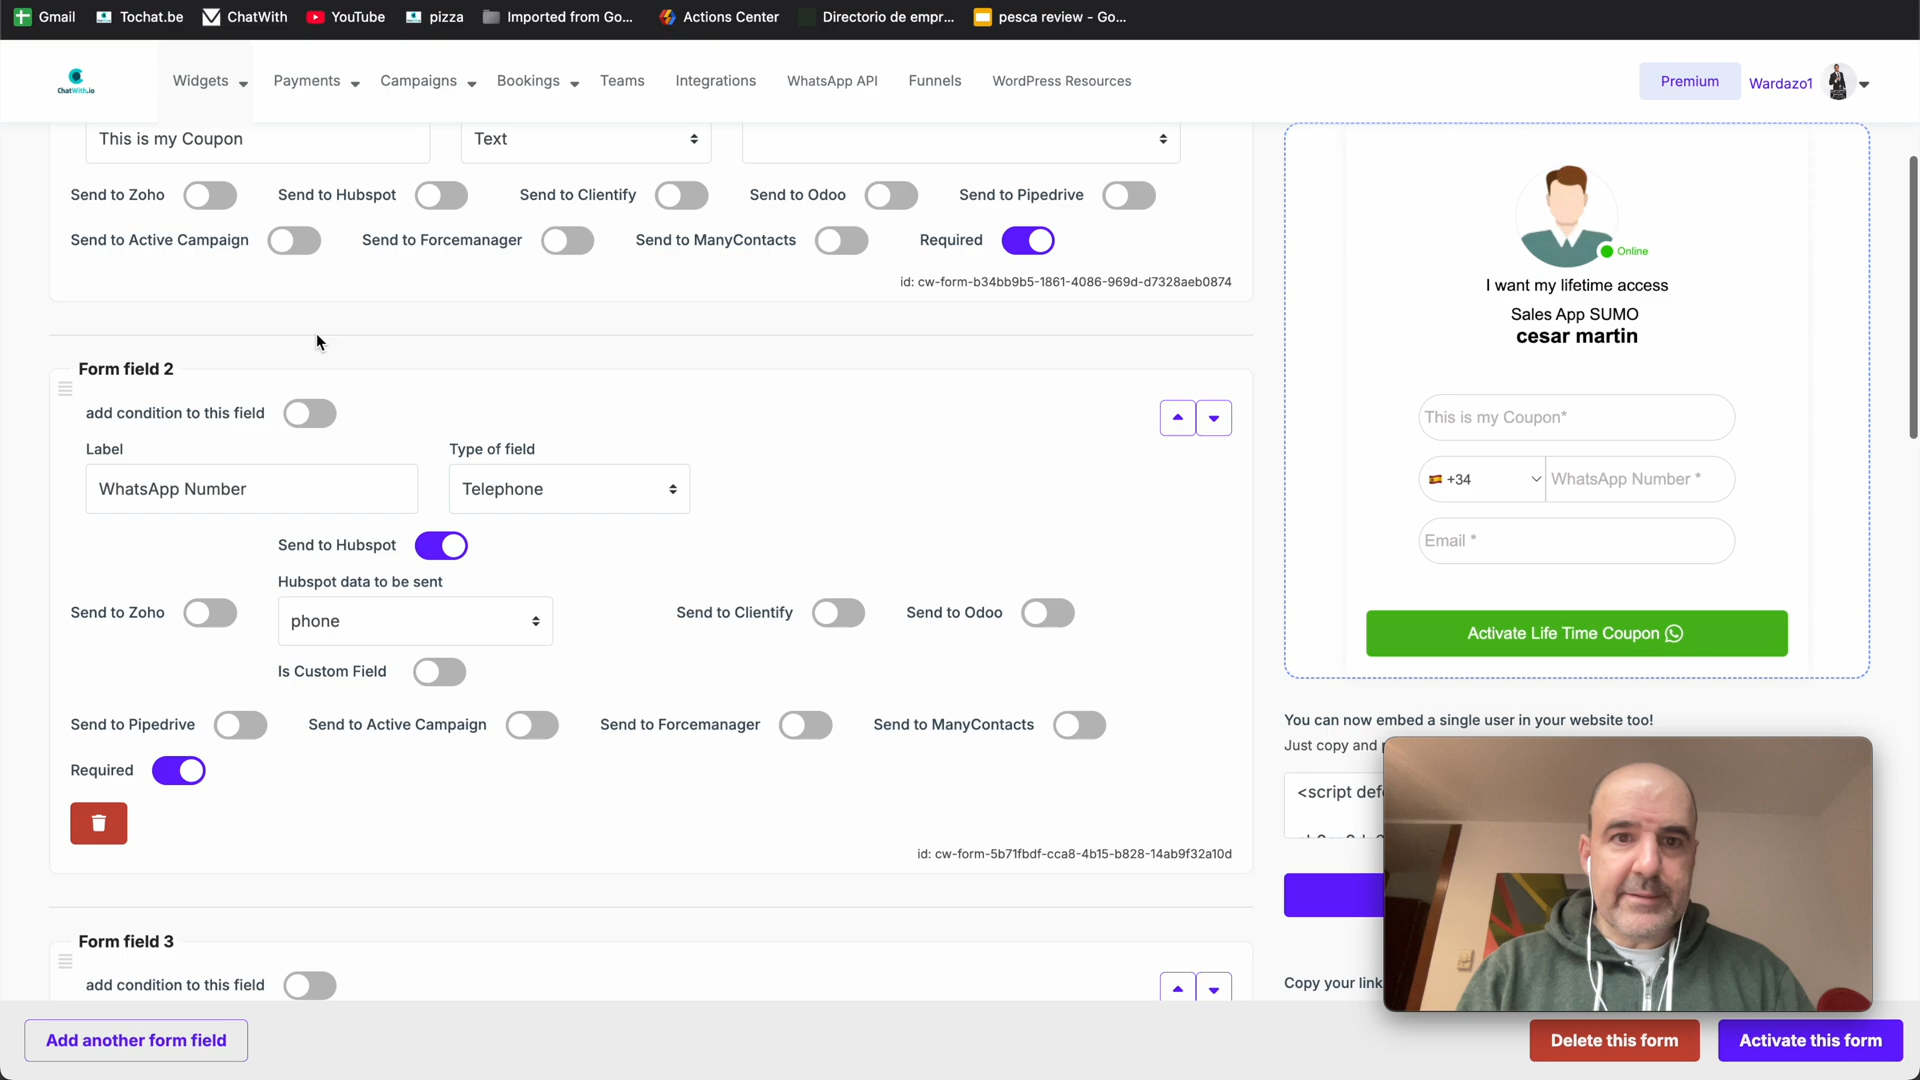 Gmail
Tochat.be
ChatWith
YouTube
pizza
Imported from Go...
Actions Center
Directorio de empr...
pesca review - Go...
ChatWith.io
Widgets
Payments
Campaigns
Bookings
Teams
Integrations
WhatsApp API
Funnels
WordPress Resources
Premium
Wardazo1
This is my Coupon
Text
Send to Zoho
Send to Hubspot
Send to Clientify
Send to Odoo
Send to Pipedrive
Send to Active Campaign
Send to Forcemanager
Send to ManyContacts
Required
id: cw-form-b34bb9b5-1861-4086-969d-d7328aeb0874
Form field 2
add condition to this field
Label
Type of field
WhatsApp Number
Telephone
Send to Hubspot
Hubspot data to be sent
Send to Zoho
phone
Send to Clientify
Send to Odoo
Is Custom Field
Send to Pipedrive
Send to Active Campaign
Send to Forcemanager
Send to ManyContacts
Required
id: cw-form-5b71fbdf-cca8-4b15-b828-14ab9f32a10d
Form field 3
add condition to this field
Online
I want my lifetime access
Sales App SUMO
cesar martin
This is my Coupon*
+34
WhatsApp Number *
Email *
Activate Life Time Coupon
You can now embed a single user in your website too!
Just copy and
<script def
Copy your link
Add another form field
Delete this form
Activate this form